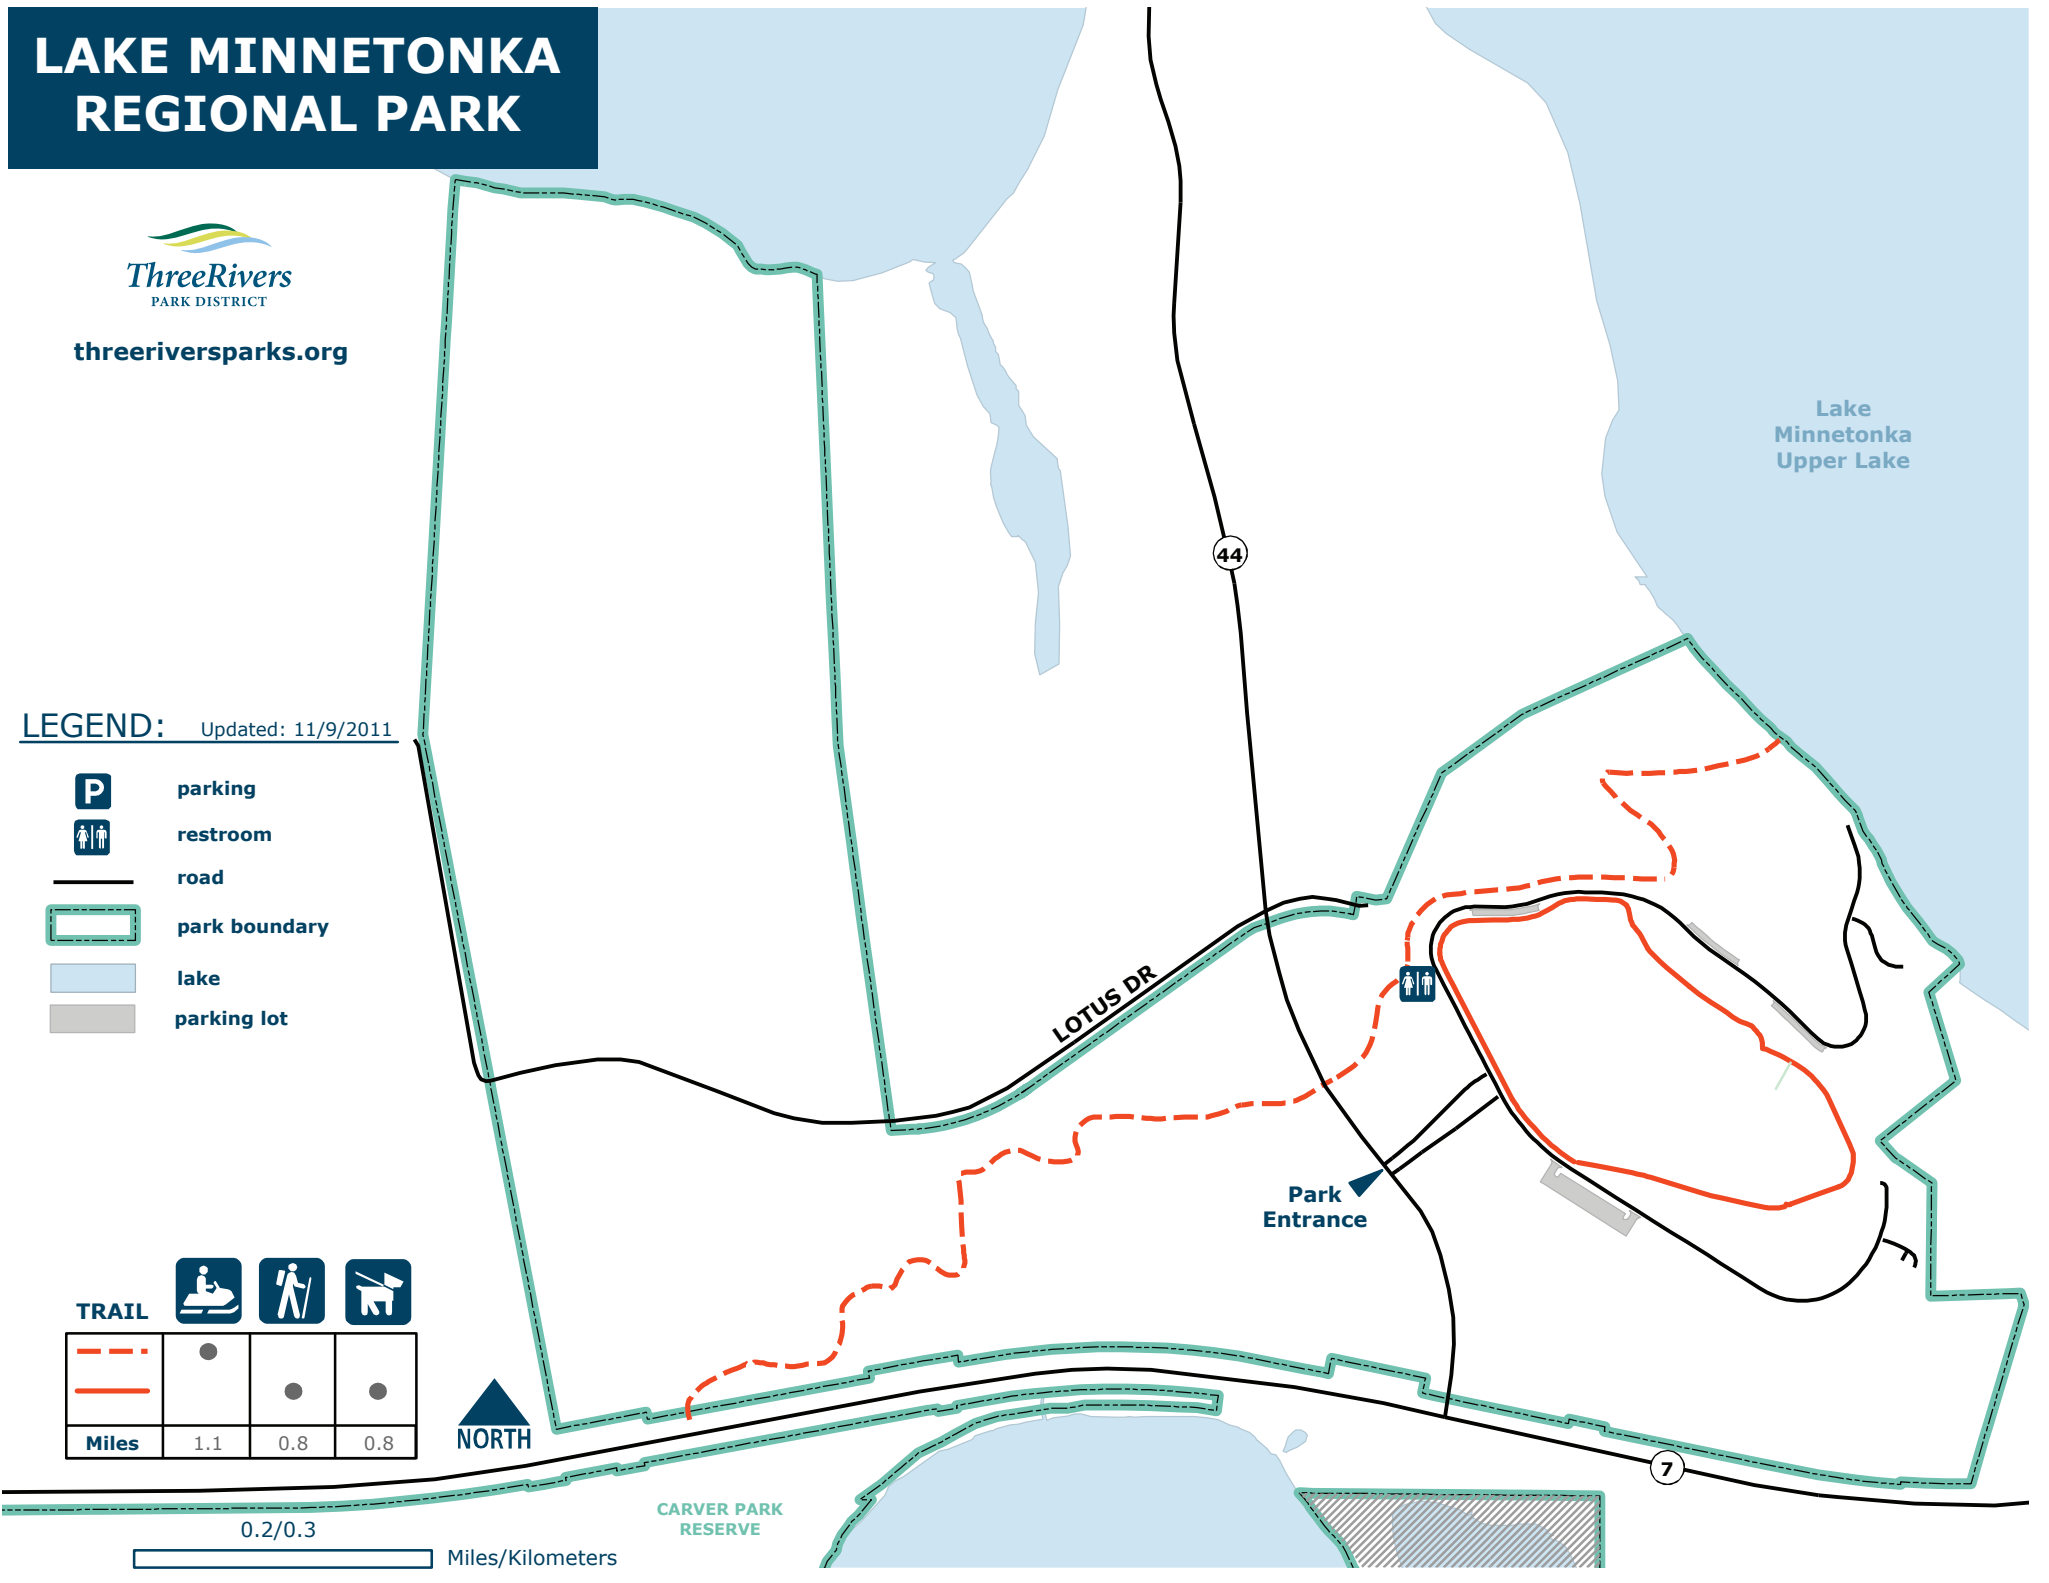 LAKE MINNETONKA
REGIONAL PARK
ThreeRivers
PARK DISTRICT
threeriversparks.org
Lake
Minnetonka
Upper Lake
44
LEGEND: Updated: 11/9/2011
P parking
restroom
road
park boundary
lake
parking lot
LOTUS DR
Park
Entrance
TRAIL
Miles 1.1 0.8 0.8
NORTH
7
CARVER PARK
RESERVE
0.2/0.3
Miles/Kilometers